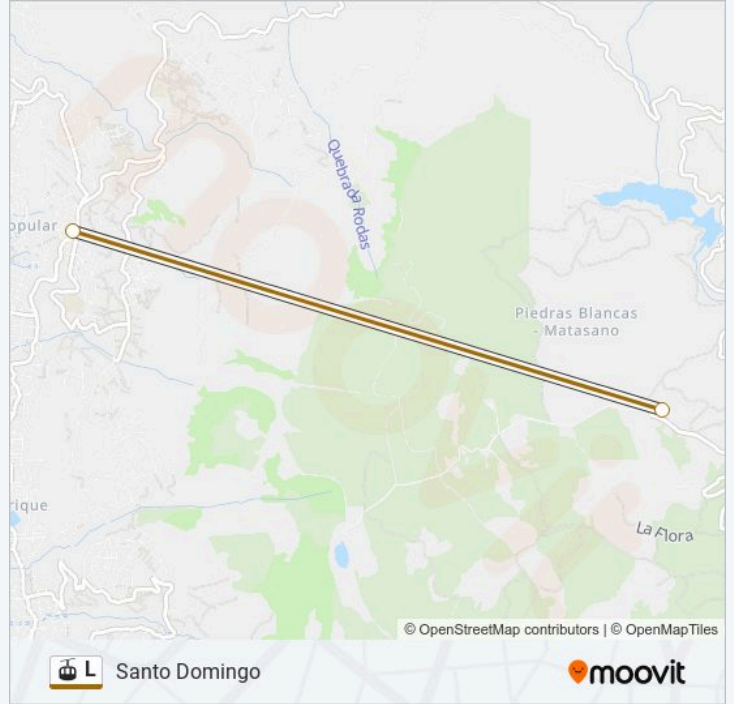 Quebrada Rodas
opular
Piedras Blancas
- Matasano
rique
La Flora
© OpenStreetMap contributors | © OpenMapTiles
L Santo Domingo
moovit